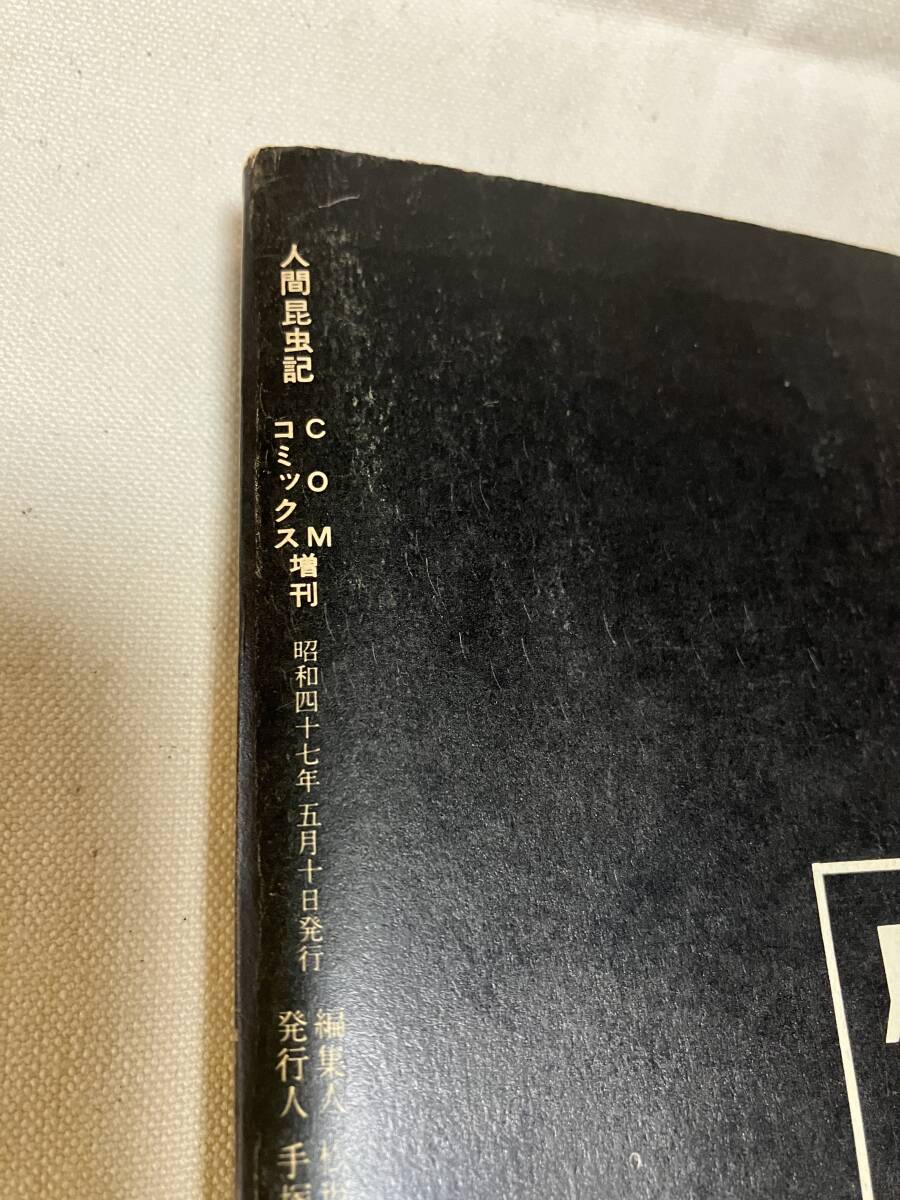 人間昆虫記
COM
コミックス増刊
昭和四十七年五月十日発行
編集人
発行人 手塚